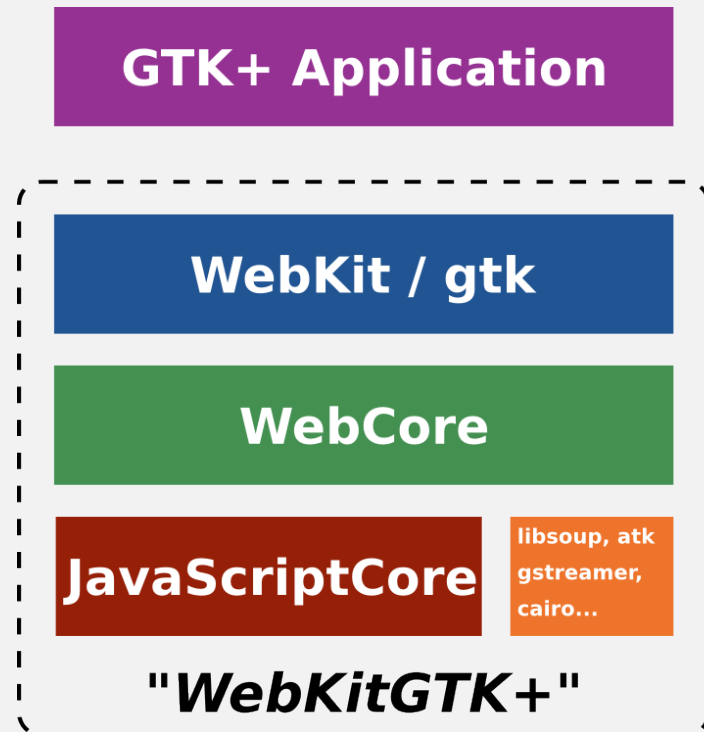 GTK+ Application
WebKit / gtk
WebCore
JavaScriptCore
libsoup, atk
gstreamer,
cairo...
"WebKitGTK+"